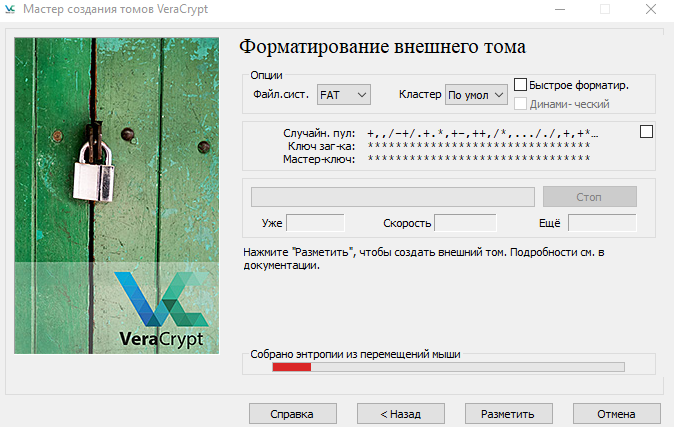 Мастер создания томов VeraCrypt
Форматирование внешнего тома
Опции
Файл.сист. FAT Кластер По умол Быстрое форматир.
Динами- ческий
Случайн. пул: +,,/-+/.+.*,+-,++,/*,.../,/,+,+*…
Ключ заг-ка: ********************************
Мастер-ключ: ********************************
Стоп
Уже Скорость Ещё
Нажмите "Разметить", чтобы создать внешний том. Подробности см. в
документации.
VeraCrypt
Собрано энтропии из перемещений мыши
Справка < Назад Разметить Отмена